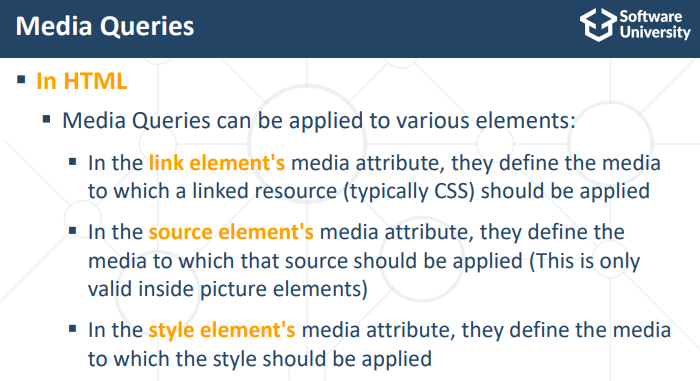 Media Queries
Software
University
▪ In HTML
▪ Media Queries can be applied to various elements:
▪ In the link element's media attribute, they define the media
to which a linked resource (typically CSS) should be applied
▪ In the source element's media attribute, they define the
media to which that source should be applied (This is only
valid inside picture elements)
▪ In the style element's media attribute, they define the media
to which the style should be applied